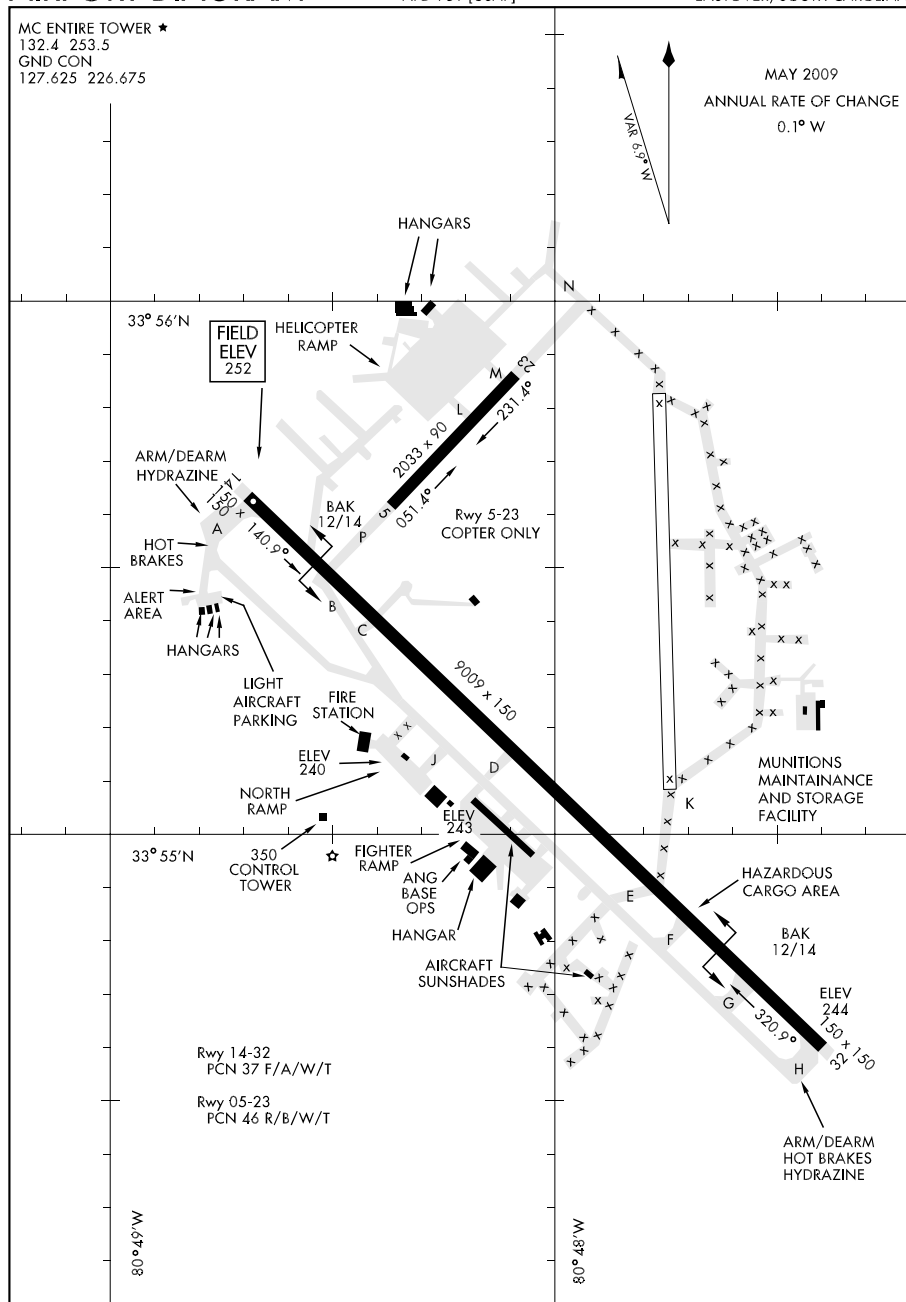 MC ENTIRE TOWER ★
132.4 253.5
GND CON
127.625 226.675
MAY 2009
ANNUAL RATE OF CHANGE
0.1° W
VAR 6.9° W
HANGARS
N
33° 56'N
FIELD
ELEV
252
HELICOPTER
RAMP
M
23
L
231.4°
2033 x 90
051.4°
5
ARM/DEARM
HYDRAZINE
14
150 x
150
140.9°
BAK
12/14
P
Rwy 5-23
COPTER ONLY
A
HOT
BRAKES
ALERT
AREA
B
C
HANGARS
LIGHT
AIRCRAFT
PARKING
9009 x 150
FIRE
STATION
ELEV
240
J
D
NORTH
RAMP
MUNITIONS
MAINTAINANCE
AND STORAGE
FACILITY
K
ELEV
243
33° 55'N
350
CONTROL
TOWER
FIGHTER
RAMP
ANG
BASE
OPS
HANGAR
HAZARDOUS
CARGO AREA
E
F
BAK
12/14
AIRCRAFT
SUNSHADES
G
320.9°
ELEV
244
150 x 150
32
H
Rwy 14-32
PCN 37 F/A/W/T
Rwy 05-23
PCN 46 R/B/W/T
ARM/DEARM
HOT BRAKES
HYDRAZINE
80° 49'W
80° 48'W